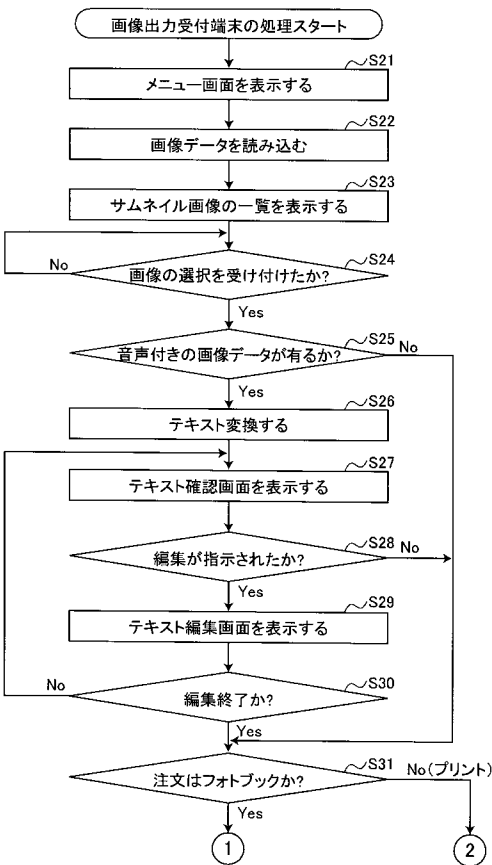 画像出力受付端末の処理スタート
S21
メニュー画面を表示する
S22
画像データを読み込む
S23
サムネイル画像の一覧を表示する
S24
画像の選択を受け付けたか?
No
Yes
S25
音声付きの画像データが有るか?
No
Yes
S26
テキスト変換する
S27
テキスト確認画面を表示する
S28
編集が指示されたか?
No
Yes
S29
テキスト編集画面を表示する
S30
編集終了か?
No
Yes
S31
注文はフォトブックか?
No(プリント)
Yes
1
2